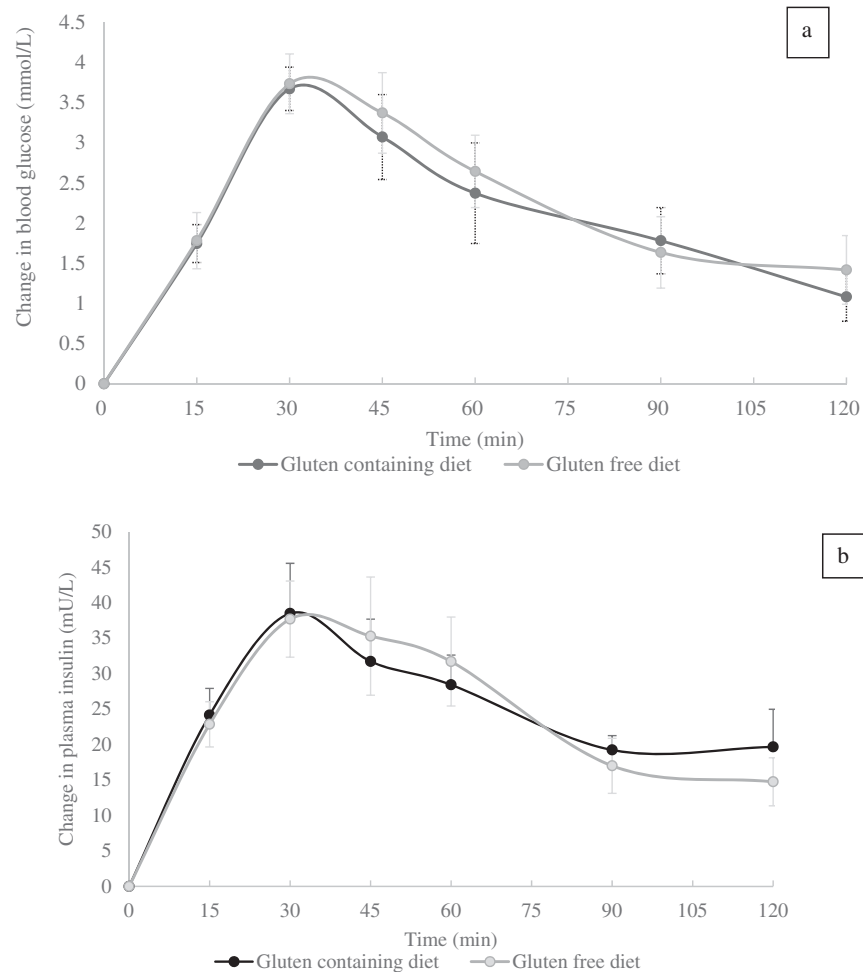 a
Change in blood glucose (mmol/L)
4.5
4
3.5
3
2.5
2
1.5
1
0.5
0
0 15 30 45 60 75 90 105 120
Time (min)
Gluten containing diet Gluten free diet
b
Change in plasma insulin (mU/L)
50
45
40
35
30
25
20
15
10
5
0
0 15 30 45 60 75 90 105 120
Time (min)
Gluten containing diet Gluten free diet